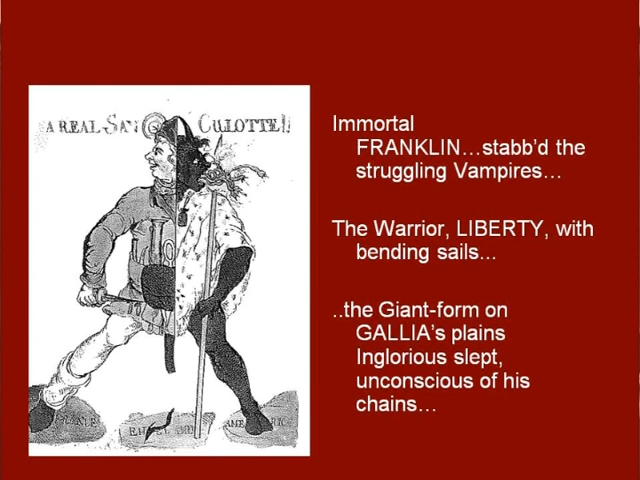 A REAL SANS CULOTTE!!
Immortal
FRANKLIN…stabb’d the
struggling Vampires…
The Warrior, LIBERTY, with
bending sails...
..the Giant-form on
GALLIA’s plains
Inglorious slept,
unconscious of his
chains…